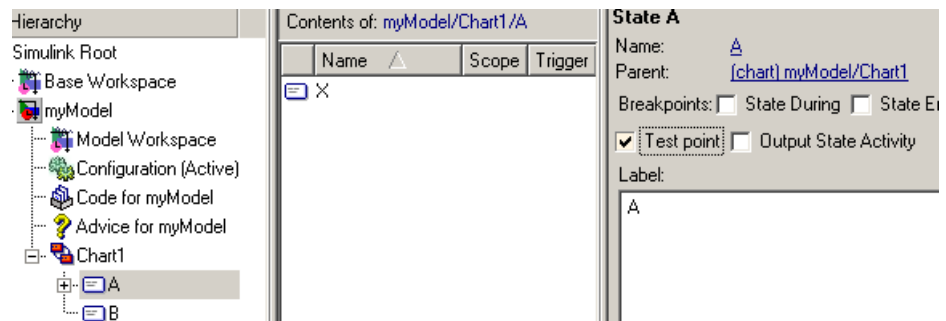 Hierarchy
Simulink Root
Base Workspace
myModel
Model Workspace
Configuration (Active)
Code for myModel
Advice for myModel
Chart1
A
B
Contents of: myModel/Chart1/A
Name Scope Trigger
X
State A
Name: A
Parent: (chart) myModel/Chart1
Breakpoints: State During State En
Test point Output State Activity
Label:
A